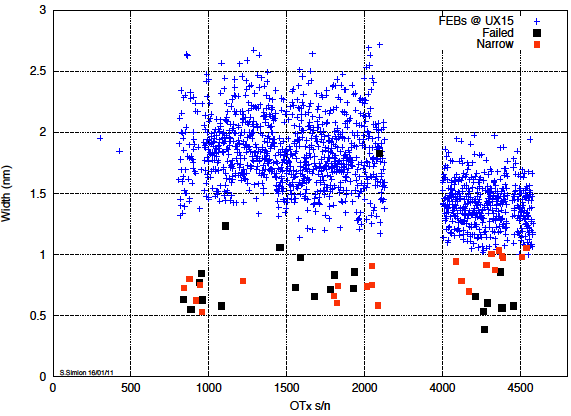 3
FEBs @ UX15
Failed
Narrow
2.5
2
Width (nm)
1.5
1
0.5
S.Simion 16/01/11
0
0 500 1000 1500 2000 2500 3000 3500 4000 4500
OTx s/n